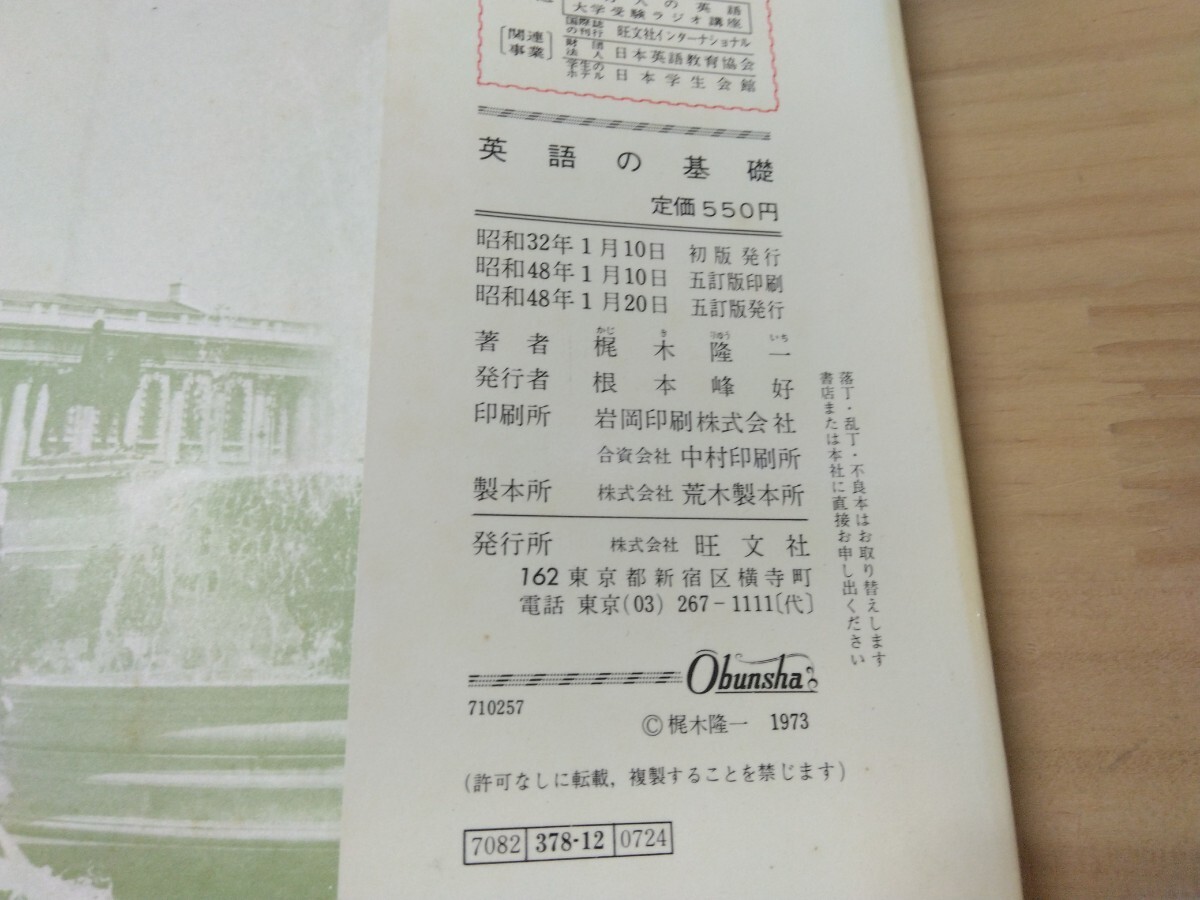 人の英語
大学受験ラジオ講座
〔関連事業〕
国際誌の刊行 旺文社インターナショナル
財団法人 日本英語教育協会
学生のホテル 日本学生会館
英語の基礎
定価550円
昭和32年1月10日 初版発行
昭和48年1月10日 五訂版印刷
昭和48年1月20日 五訂版発行
かじ き りゅう いち
著者 梶木隆一
発行者 根本峰好
印刷所 岩岡印刷株式会社
合資会社 中村印刷所
製本所 株式会社 荒木製本所
発行所 株式会社 旺文社
162 東京都新宿区横寺町
電話 東京(03) 267-1111〔代〕
落丁・乱丁・不良本はお取り替えします
書店または本社に直接お申し出ください
Obunsha
710257
©梶木隆一 1973
(許可なしに転載,複製することを禁じます)
7082 378-12 0724